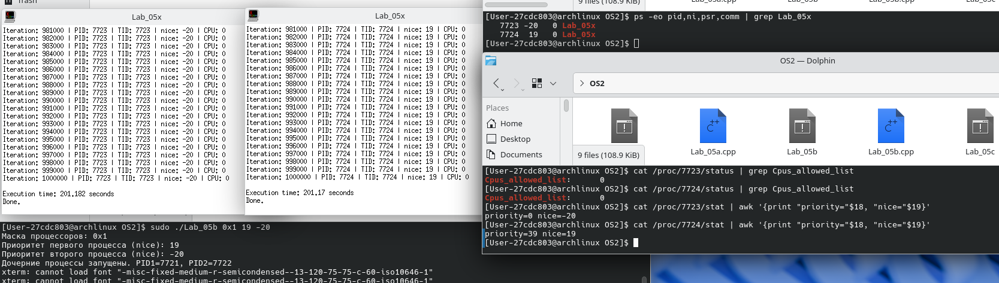 Trash
Lab_05x
Iteration: 981000 | PID: 7723 | TID: 7723 | nice: -20 | CPU: 0
Iteration: 982000 | PID: 7723 | TID: 7723 | nice: -20 | CPU: 0
Iteration: 983000 | PID: 7723 | TID: 7723 | nice: -20 | CPU: 0
Iteration: 984000 | PID: 7723 | TID: 7723 | nice: -20 | CPU: 0
Iteration: 985000 | PID: 7723 | TID: 7723 | nice: -20 | CPU: 0
Iteration: 986000 | PID: 7723 | TID: 7723 | nice: -20 | CPU: 0
Iteration: 987000 | PID: 7723 | TID: 7723 | nice: -20 | CPU: 0
Iteration: 988000 | PID: 7723 | TID: 7723 | nice: -20 | CPU: 0
Iteration: 989000 | PID: 7723 | TID: 7723 | nice: -20 | CPU: 0
Iteration: 990000 | PID: 7723 | TID: 7723 | nice: -20 | CPU: 0
Iteration: 991000 | PID: 7723 | TID: 7723 | nice: -20 | CPU: 0
Iteration: 992000 | PID: 7723 | TID: 7723 | nice: -20 | CPU: 0
Iteration: 993000 | PID: 7723 | TID: 7723 | nice: -20 | CPU: 0
Iteration: 994000 | PID: 7723 | TID: 7723 | nice: -20 | CPU: 0
Iteration: 995000 | PID: 7723 | TID: 7723 | nice: -20 | CPU: 0
Iteration: 996000 | PID: 7723 | TID: 7723 | nice: -20 | CPU: 0
Iteration: 997000 | PID: 7723 | TID: 7723 | nice: -20 | CPU: 0
Iteration: 998000 | PID: 7723 | TID: 7723 | nice: -20 | CPU: 0
Iteration: 999000 | PID: 7723 | TID: 7723 | nice: -20 | CPU: 0
Iteration: 1000000 | PID: 7723 | TID: 7723 | nice: -20 | CPU: 0
Execution time: 201.182 seconds
Done.
Lab_05x
Iteration: 981000 | PID: 7724 | TID: 7724 | nice: 19 | CPU: 0
Iteration: 982000 | PID: 7724 | TID: 7724 | nice: 19 | CPU: 0
Iteration: 983000 | PID: 7724 | TID: 7724 | nice: 19 | CPU: 0
Iteration: 984000 | PID: 7724 | TID: 7724 | nice: 19 | CPU: 0
Iteration: 985000 | PID: 7724 | TID: 7724 | nice: 19 | CPU: 0
Iteration: 986000 | PID: 7724 | TID: 7724 | nice: 19 | CPU: 0
Iteration: 987000 | PID: 7724 | TID: 7724 | nice: 19 | CPU: 0
Iteration: 988000 | PID: 7724 | TID: 7724 | nice: 19 | CPU: 0
Iteration: 989000 | PID: 7724 | TID: 7724 | nice: 19 | CPU: 0
Iteration: 990000 | PID: 7724 | TID: 7724 | nice: 19 | CPU: 0
Iteration: 991000 | PID: 7724 | TID: 7724 | nice: 19 | CPU: 0
Iteration: 992000 | PID: 7724 | TID: 7724 | nice: 19 | CPU: 0
Iteration: 993000 | PID: 7724 | TID: 7724 | nice: 19 | CPU: 0
Iteration: 994000 | PID: 7724 | TID: 7724 | nice: 19 | CPU: 0
Iteration: 995000 | PID: 7724 | TID: 7724 | nice: 19 | CPU: 0
Iteration: 996000 | PID: 7724 | TID: 7724 | nice: 19 | CPU: 0
Iteration: 997000 | PID: 7724 | TID: 7724 | nice: 19 | CPU: 0
Iteration: 998000 | PID: 7724 | TID: 7724 | nice: 19 | CPU: 0
Iteration: 999000 | PID: 7724 | TID: 7724 | nice: 19 | CPU: 0
Iteration: 1000000 | PID: 7724 | TID: 7724 | nice: 19 | CPU: 0
Execution time: 201.17 seconds
Done.
9 files (108.9 KiB)
[User-27cdc803@archlinux OS2]$ ps -eo pid,ni,psr,comm | grep Lab_05x
7723 -20 0 Lab_05x
7724 19 0 Lab_05x
[User-27cdc803@archlinux OS2]$
OS2 — Dolphin
OS2
Places
Home
Desktop
Documents
Lab_05a.cpp
Lab_05b
Lab_05b.cpp
Lab_05c
9 files (108.9 KiB)
[User-27cdc803@archlinux OS2]$ cat /proc/7723/status | grep Cpus_allowed_list
Cpus_allowed_list: 0
[User-27cdc803@archlinux OS2]$ cat /proc/7724/status | grep Cpus_allowed_list
Cpus_allowed_list: 0
[User-27cdc803@archlinux OS2]$ cat /proc/7723/stat | awk '{print "priority="$18, "nice="$19}'
priority=0 nice=-20
[User-27cdc803@archlinux OS2]$ cat /proc/7724/stat | awk '{print "priority="$18, "nice="$19}'
priority=39 nice=19
[User-27cdc803@archlinux OS2]$
[User-27cdc803@archlinux OS2]$ sudo ./Lab_05b 0x1 19 -20
Маска процессоров: 0x1
Приоритет первого процесса (nice): 19
Приоритет второго процесса (nice): -20
Дочерние процессы запущены. PID1=7721, PID2=7722
xterm: cannot load font "-misc-fixed-medium-r-semicondensed--13-120-75-75-c-60-iso10646-1"
xterm: cannot load font "-misc-fixed-medium-r-semicondensed--13-120-75-75-c-60-iso10646-1"